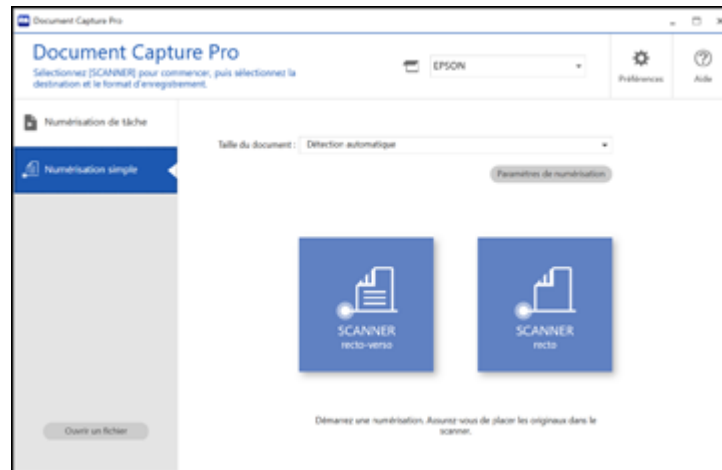 Document Capture Pro
Document Capture Pro
Sélectionnez [SCANNER] pour commencer, puis sélectionnez la
destination et le format d'enregistrement.
EPSON
Préférences
Aide
Numérisation de tâche
Numérisation simple
Taille du document : Détection automatique
Paramètres de numérisation
SCANNER
recto-verso
SCANNER
recto
Démarrez une numérisation. Assurez-vous de placer les originaux dans le
scanner.
Ouvrir un fichier